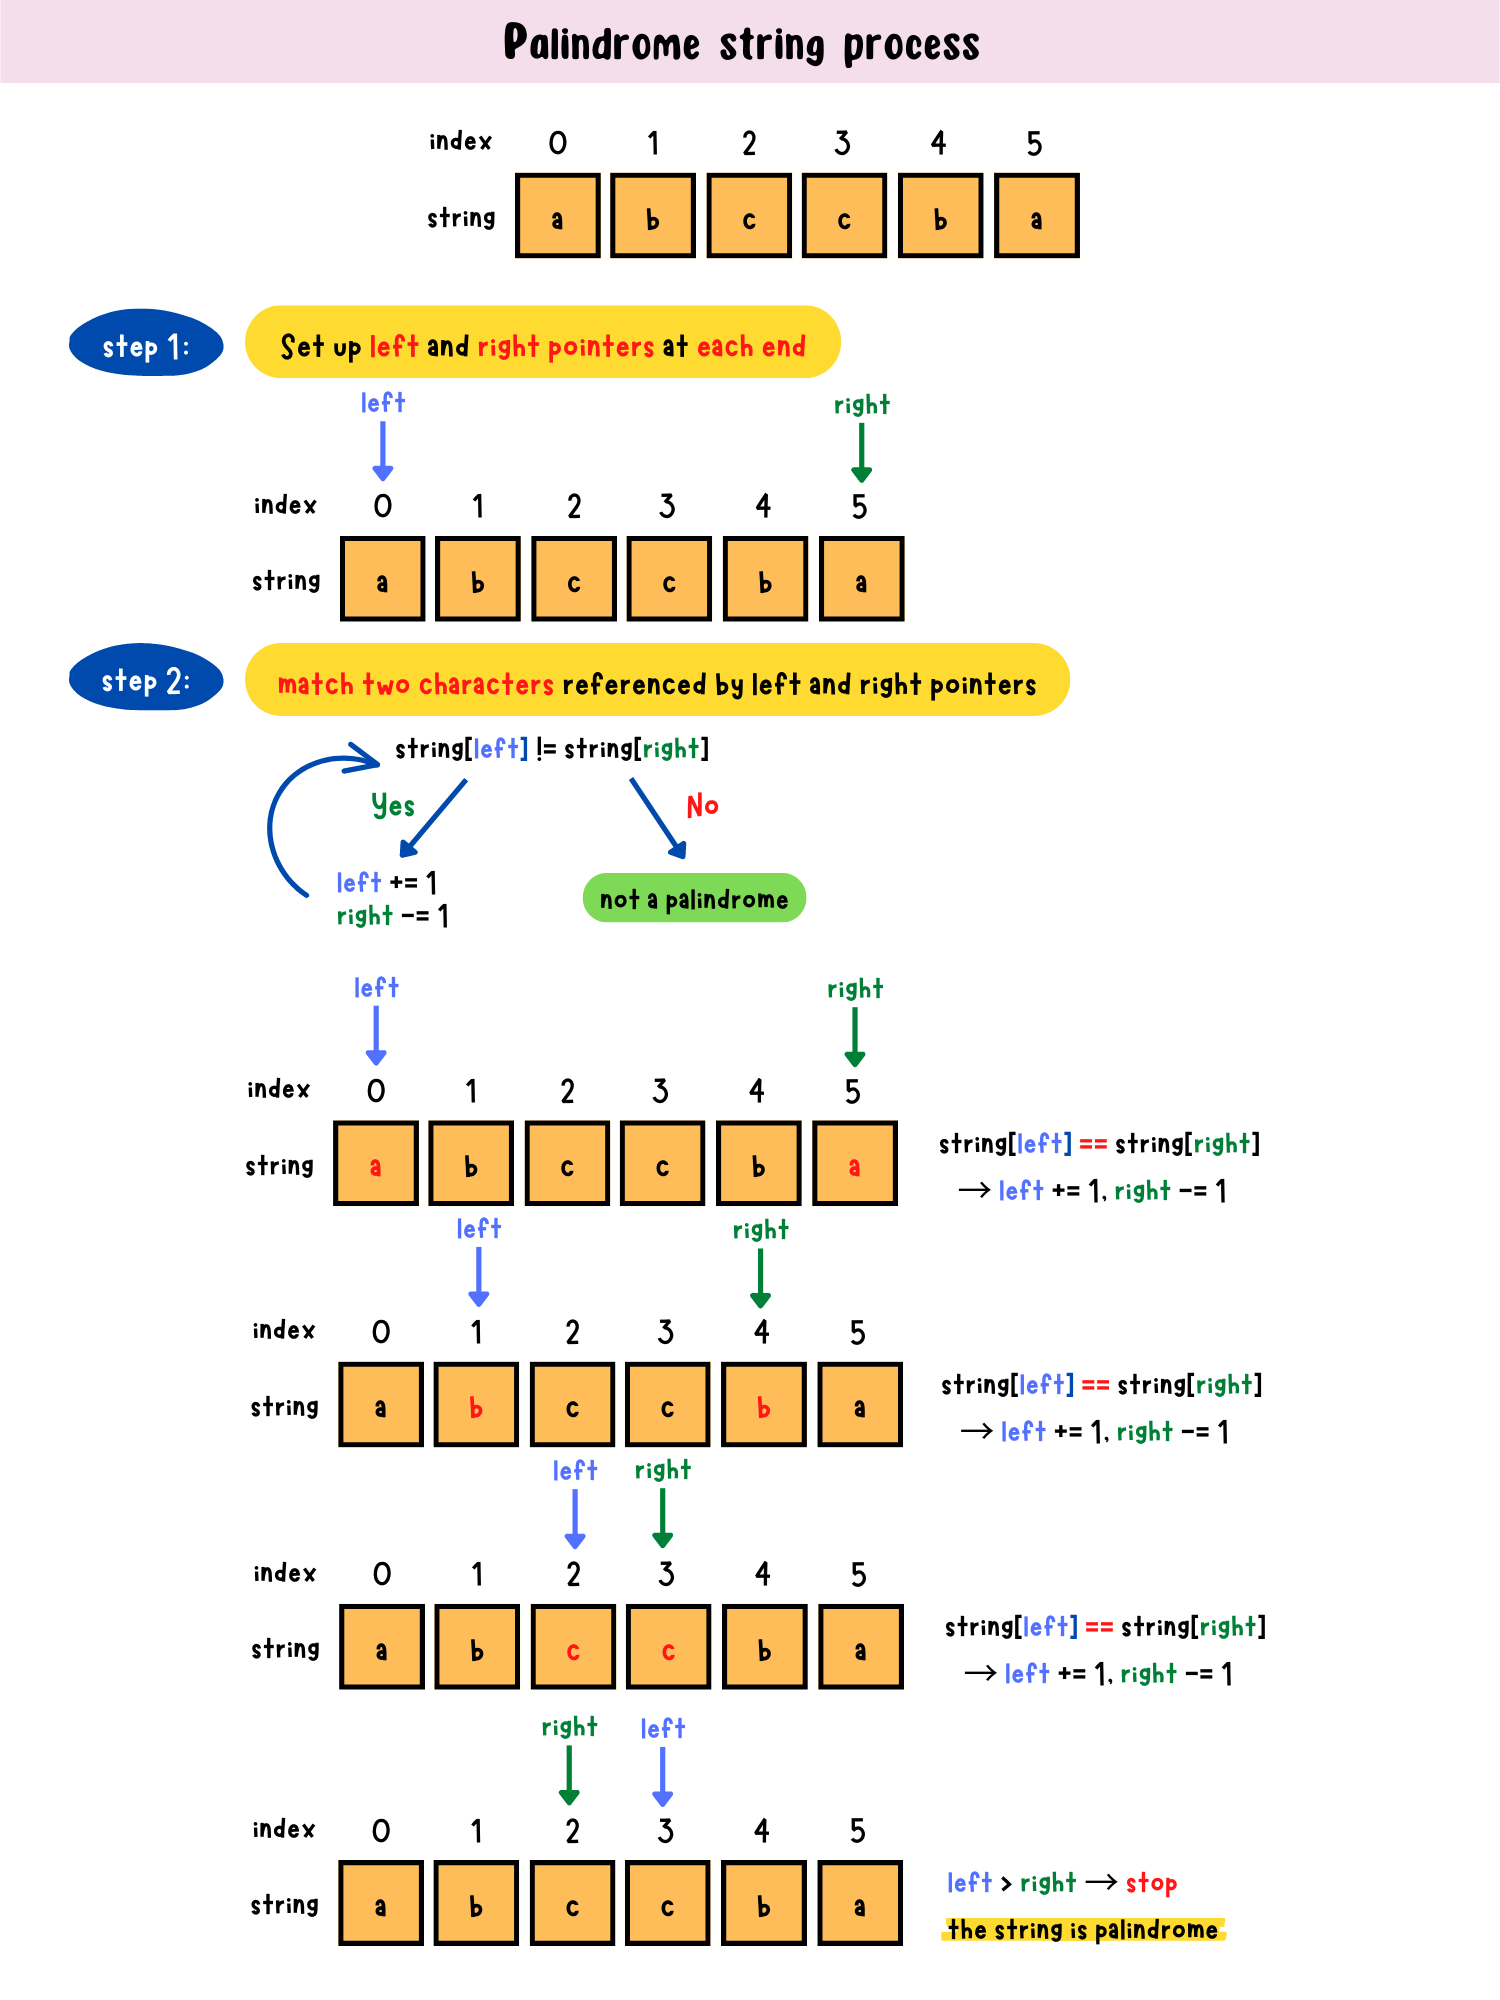 Palindrome string process
index 0 1 2 3 4 5
string a b c c b a
step 1: Set up left and right pointers at each end
left right
index 0 1 2 3 4 5
string a b c c b a
step 2: match two characters referenced by left and right pointers
string[left] != string[right]
Yes No
left += 1
right -= 1
not a palindrome
left right
index 0 1 2 3 4 5
string a b c c b a
string[left] == string[right]
→ left += 1, right -= 1
left right
index 0 1 2 3 4 5
string a b c c b a
string[left] == string[right]
→ left += 1, right -= 1
left right
index 0 1 2 3 4 5
string a b c c b a
string[left] == string[right]
→ left += 1, right -= 1
right left
index 0 1 2 3 4 5
string a b c c b a
left > right → stop
the string is palindrome